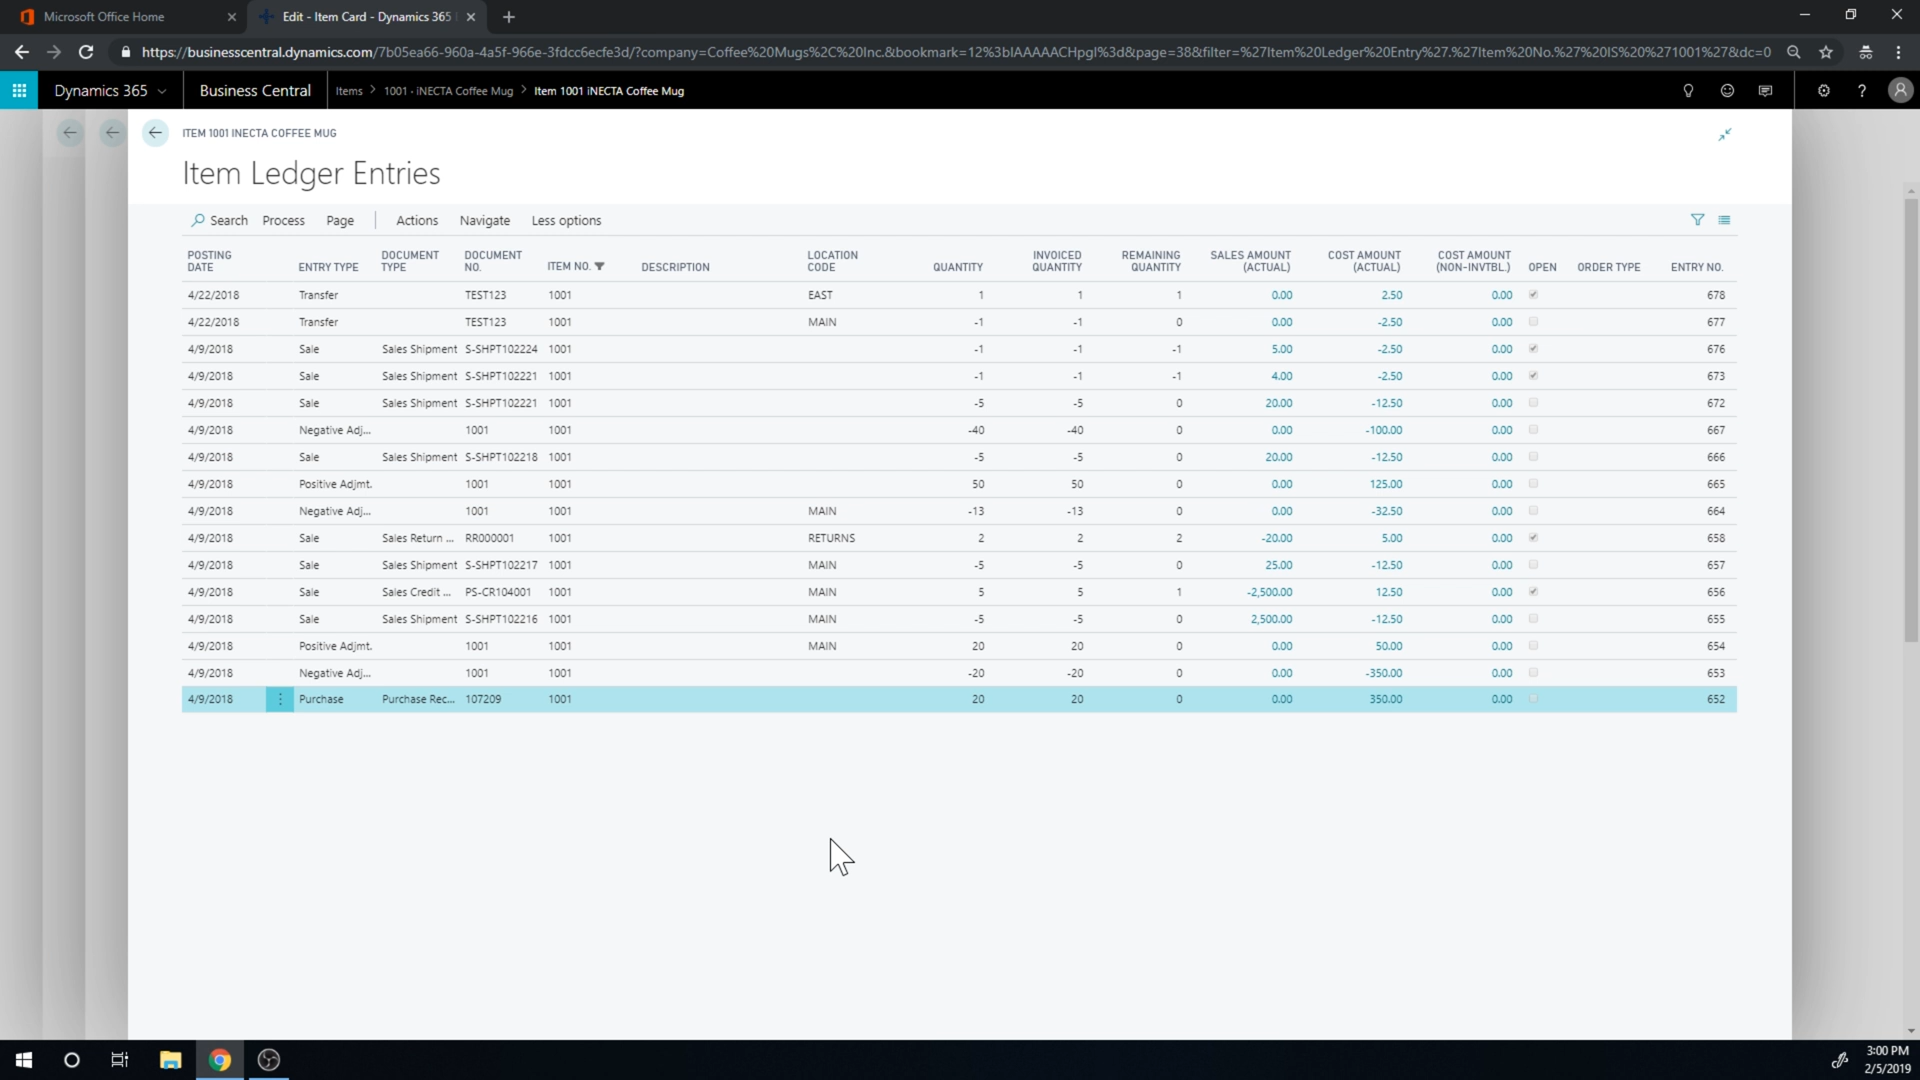 Microsoft Office Home
Edit - Item Card - Dynamics 365
https://businesscentral.dynamics.com/7b05ea66-960a-4a5f-966e-3fdcc6ecfe3d/?company=Coffee%20Mugs%2C%20Inc.&bookmark=12%3bIAAAAACHpgI%3d&page=38&filter=%27Item%20Ledger%20Entry%27.%27Item%20No.%27%20IS%20%271001%27&dc=0
Dynamics 365 Business Central Items > 1001 · iNECTA Coffee Mug > Item 1001 iNECTA Coffee Mug ?
ITEM 1001 INECTA COFFEE MUG
Item Ledger Entries
Search Process Page Actions Navigate Less options
POSTING DATE ENTRY TYPE DOCUMENT TYPE DOCUMENT NO. ITEM NO. DESCRIPTION LOCATION CODE QUANTITY INVOICED QUANTITY REMAINING QUANTITY SALES AMOUNT (ACTUAL) COST AMOUNT (ACTUAL) COST AMOUNT (NON-INVTBL.) OPEN ORDER TYPE ENTRY NO.
4/22/2018 Transfer TEST123 1001 EAST 1 1 1 0.00 2.50 0.00 678
4/22/2018 Transfer TEST123 1001 MAIN -1 -1 0 0.00 -2.50 0.00 677
4/9/2018 Sale Sales Shipment S-SHPT102224 1001 -1 -1 -1 5.00 -2.50 0.00 676
4/9/2018 Sale Sales Shipment S-SHPT102221 1001 -1 -1 -1 4.00 -2.50 0.00 673
4/9/2018 Sale Sales Shipment S-SHPT102221 1001 -5 -5 0 20.00 -12.50 0.00 672
4/9/2018 Negative Adj... 1001 1001 -40 -40 0 0.00 -100.00 0.00 667
4/9/2018 Sale Sales Shipment S-SHPT102218 1001 -5 -5 0 20.00 -12.50 0.00 666
4/9/2018 Positive Adjmt. 1001 1001 50 50 0 0.00 125.00 0.00 665
4/9/2018 Negative Adj... 1001 1001 MAIN -13 -13 0 0.00 -32.50 0.00 664
4/9/2018 Sale Sales Return ... RR000001 1001 RETURNS 2 2 2 -20.00 5.00 0.00 658
4/9/2018 Sale Sales Shipment S-SHPT102217 1001 MAIN -5 -5 0 25.00 -12.50 0.00 657
4/9/2018 Sale Sales Credit ... PS-CR104001 1001 MAIN 5 5 1 -2,500.00 12.50 0.00 656
4/9/2018 Sale Sales Shipment S-SHPT102216 1001 MAIN -5 -5 0 2,500.00 -12.50 0.00 655
4/9/2018 Positive Adjmt. 1001 1001 MAIN 20 20 0 0.00 50.00 0.00 654
4/9/2018 Negative Adj... 1001 1001 -20 -20 0 0.00 -350.00 0.00 653
4/9/2018 Purchase Purchase Rec... 107209 1001 20 20 0 0.00 350.00 0.00 652
3:00 PM
2/5/2019